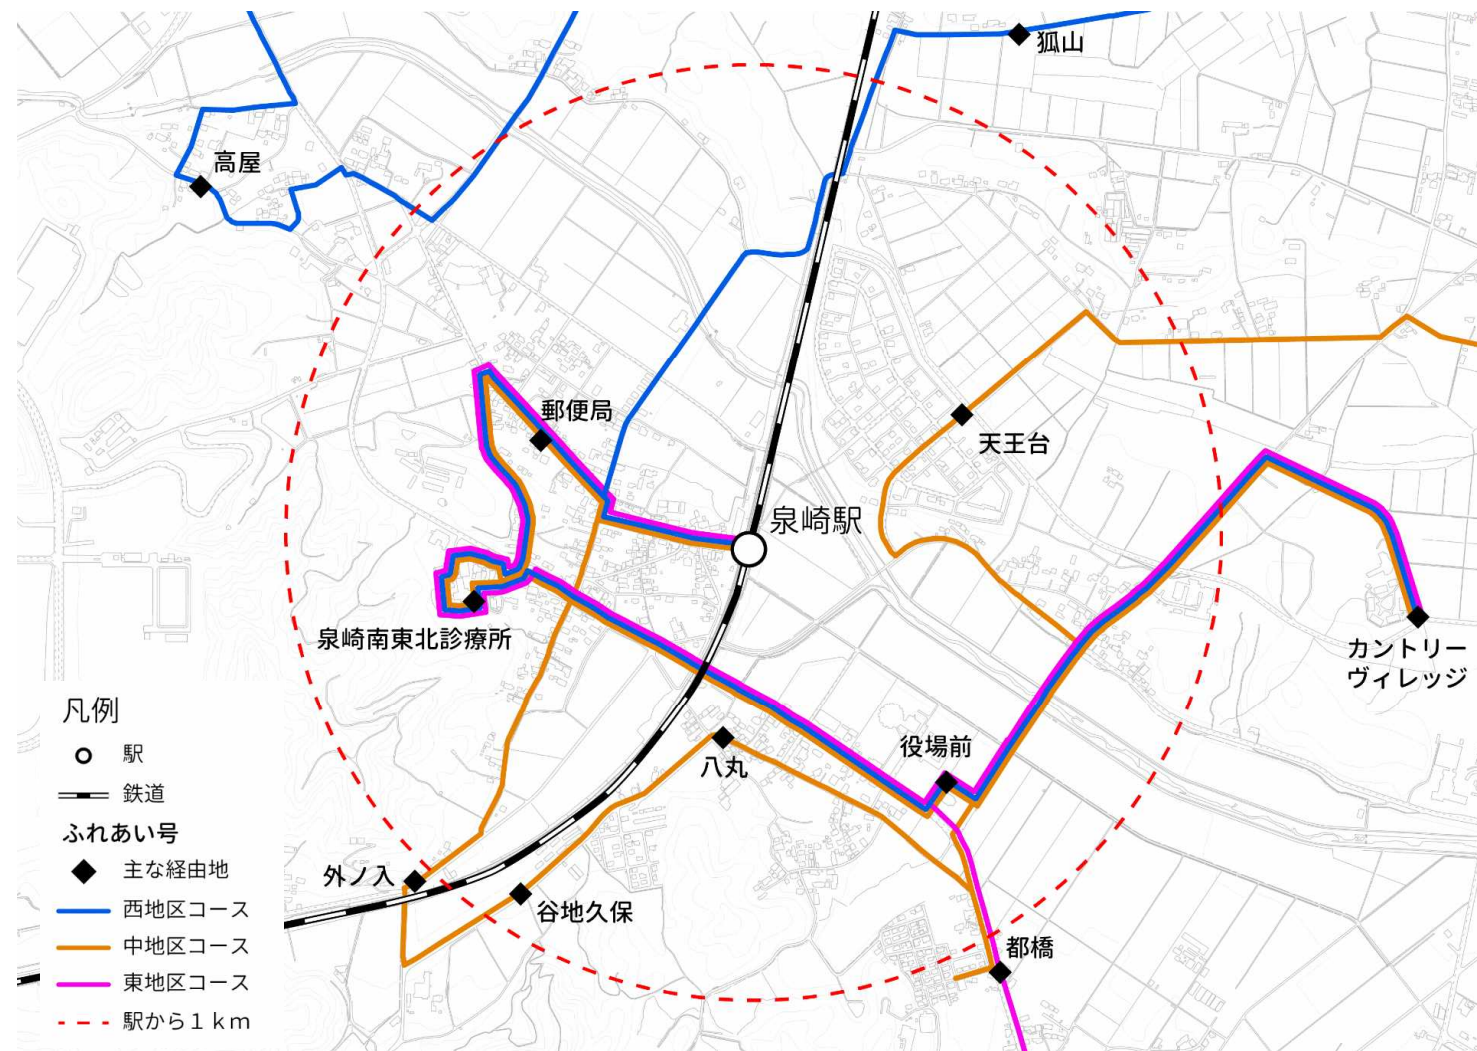 狐山
高屋
郵便局
天王台
泉崎駅
泉崎南東北診療所
カントリー
ヴィレッジ
役場前
八丸
外ノ入
谷地久保
都橋
凡例
駅
鉄道
ふれあい号
主な経由地
西地区コース
中地区コース
東地区コース
駅から１ｋｍ